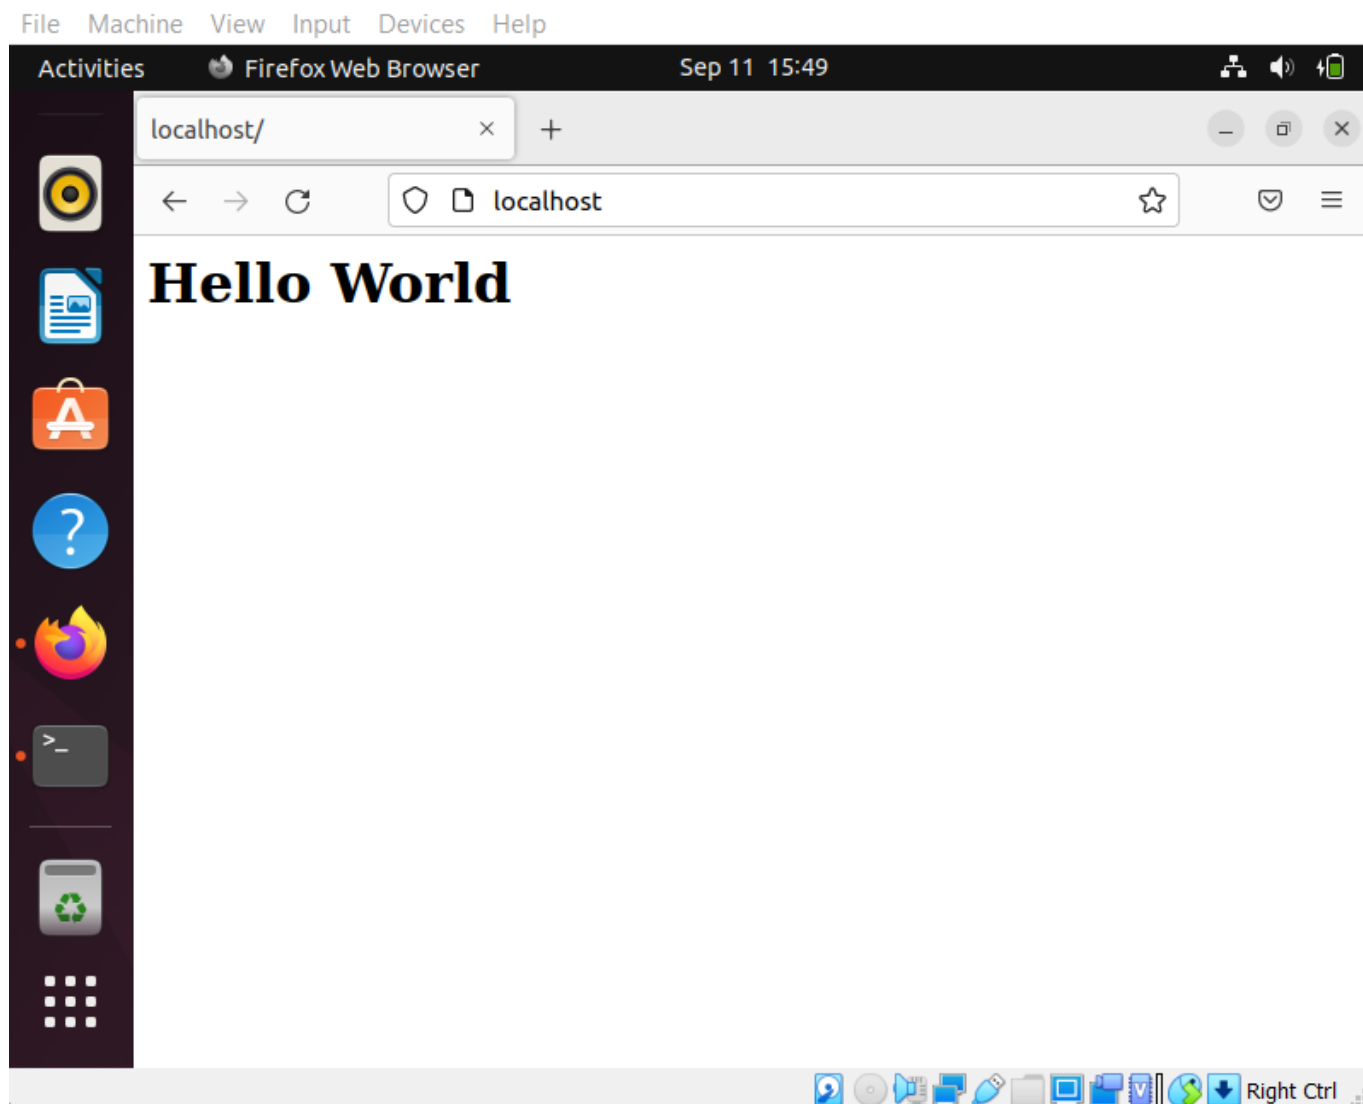 File Machine View Input Devices Help
Activities Firefox Web Browser Sep 11 15:49
localhost/
localhost
Hello World
>_
Right Ctrl